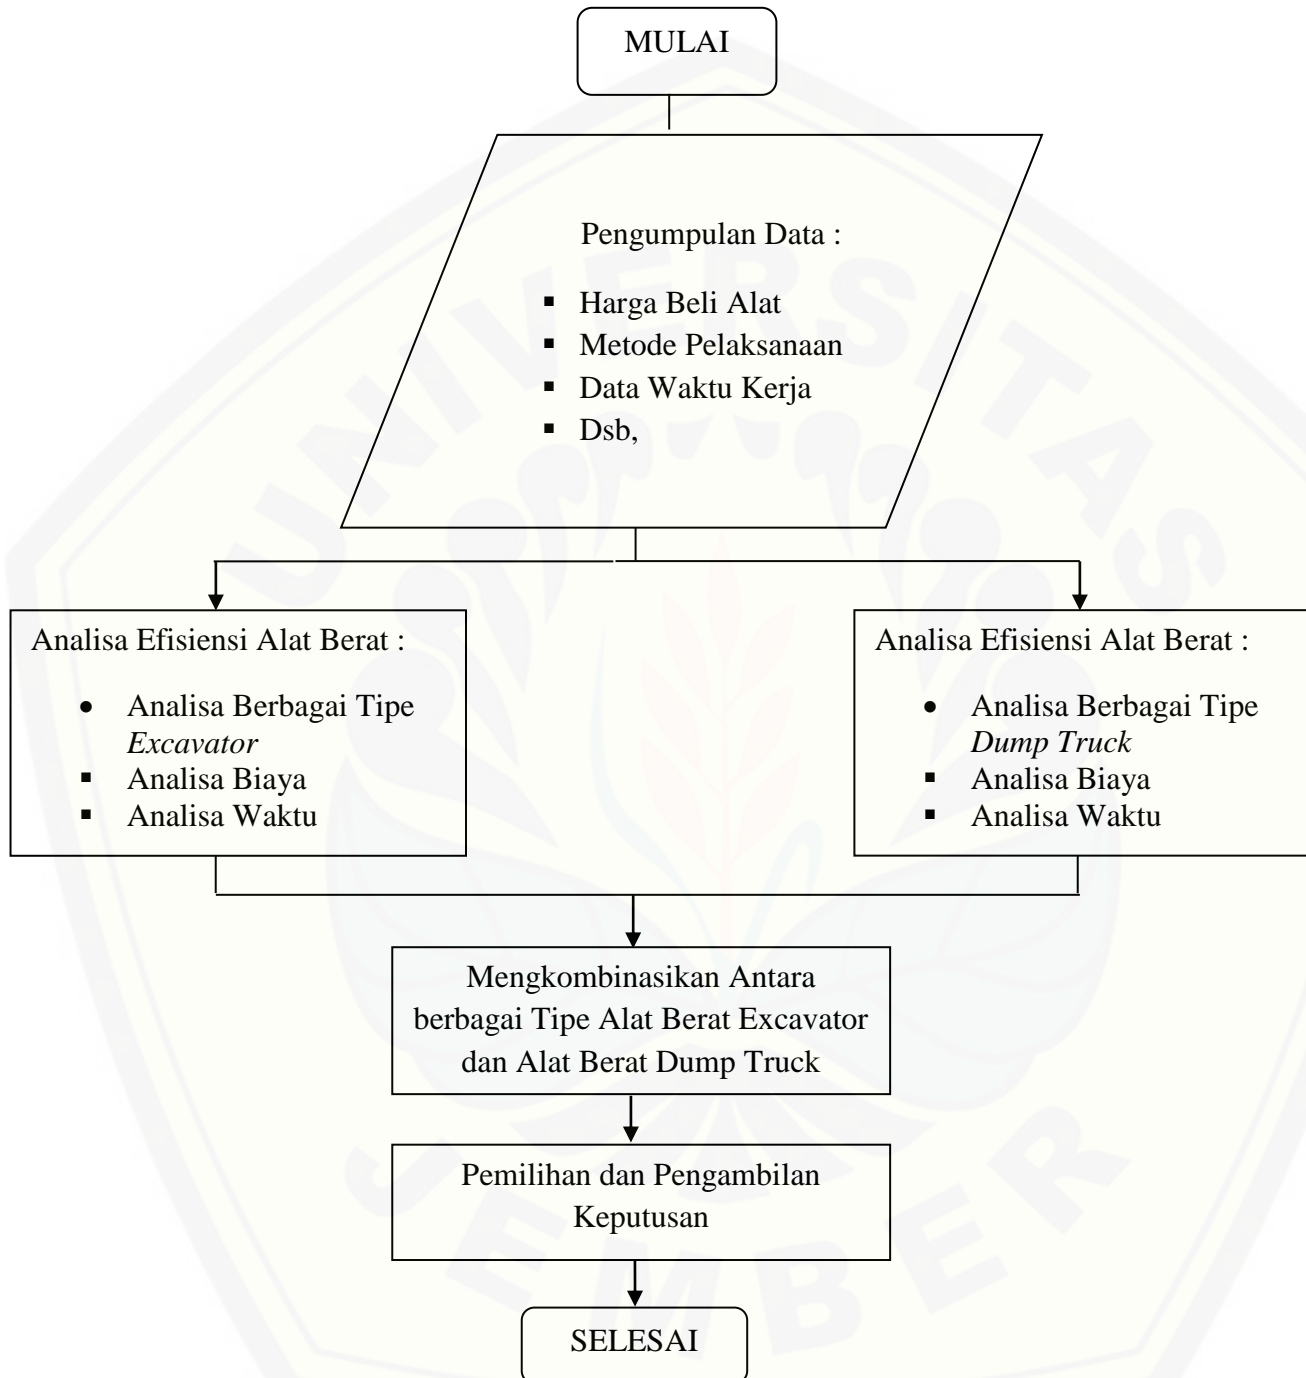 MULAI
Pengumpulan Data :
▪ Harga Beli Alat
▪ Metode Pelaksanaan
▪ Data Waktu Kerja
▪ Dsb,
Analisa Efisiensi Alat Berat :
• Analisa Berbagai Tipe
Excavator
▪ Analisa Biaya
▪ Analisa Waktu
Analisa Efisiensi Alat Berat :
• Analisa Berbagai Tipe
Dump Truck
▪ Analisa Biaya
▪ Analisa Waktu
Mengkombinasikan Antara
berbagai Tipe Alat Berat Excavator
dan Alat Berat Dump Truck
Pemilihan dan Pengambilan
Keputusan
SELESAI
UNIVERSITAS
JEMBER